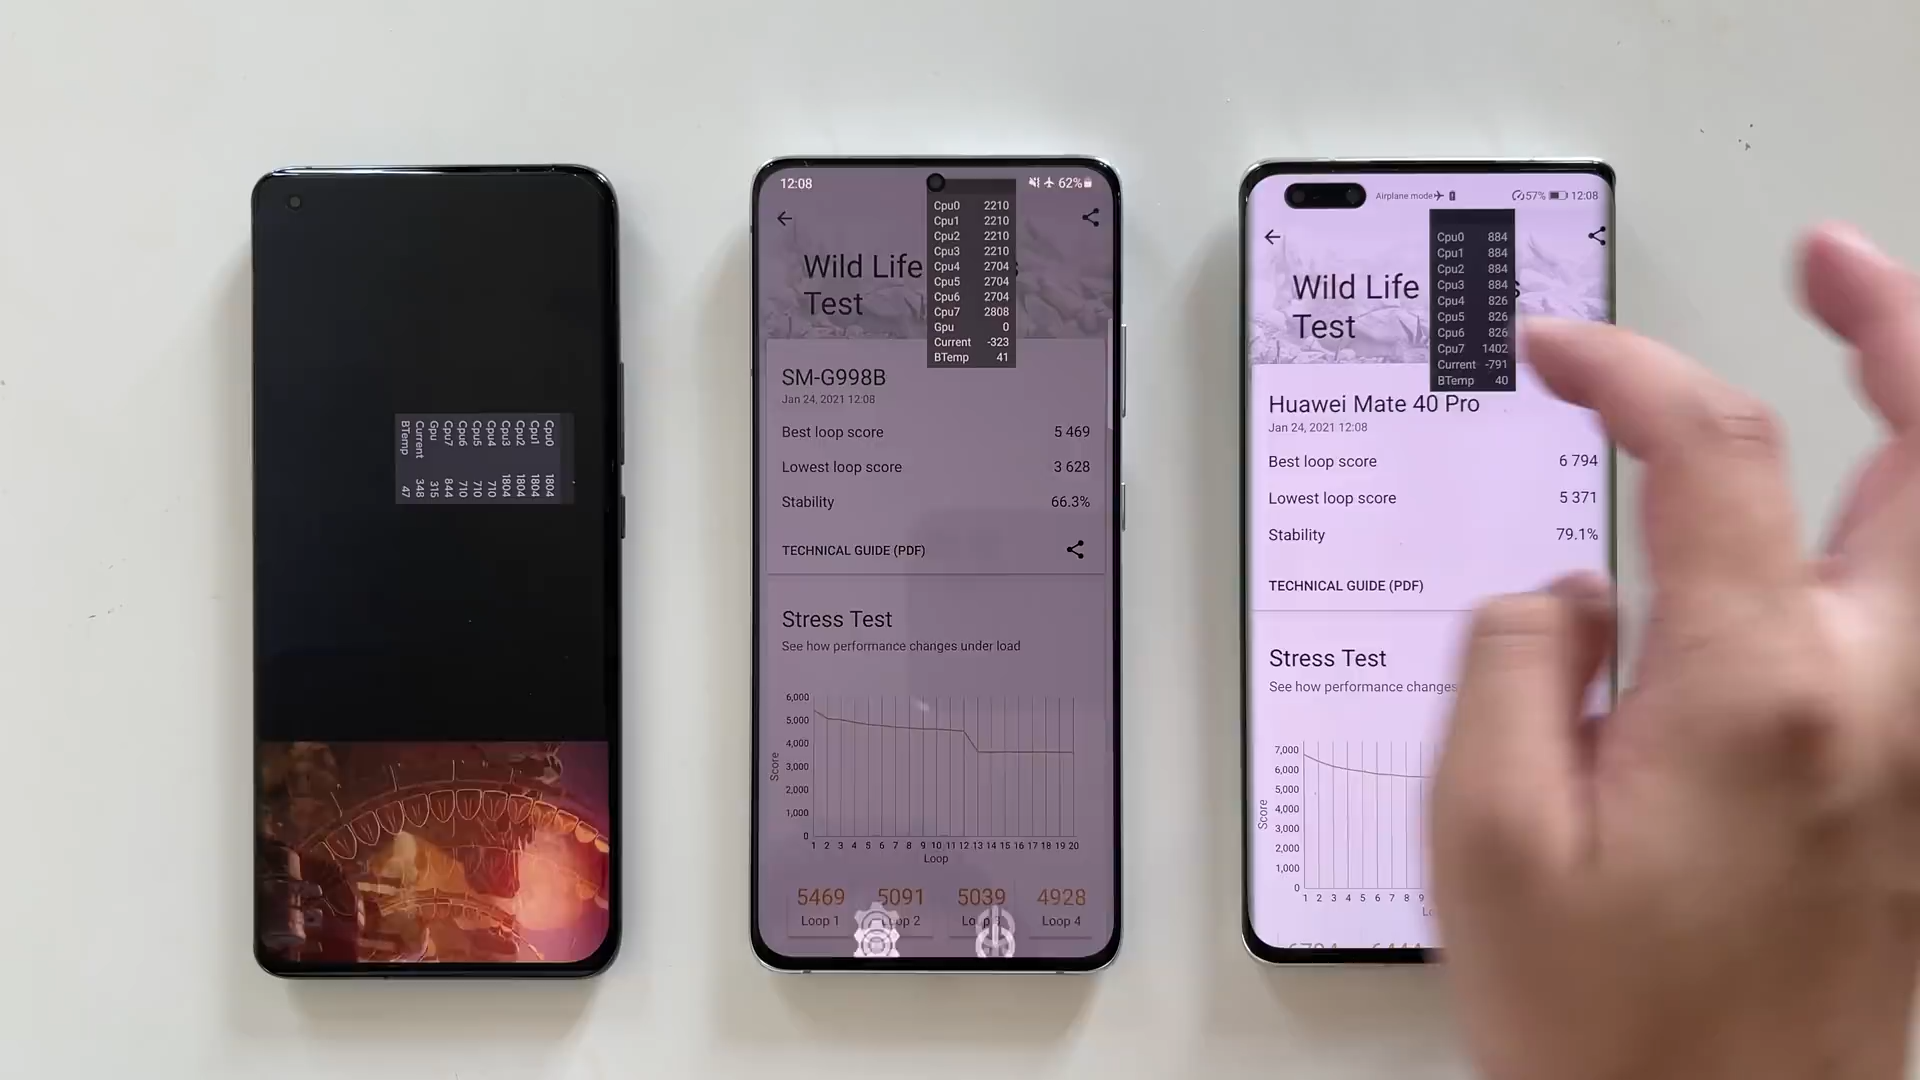 Cpu0 1804
Cpu1 1804
Cpu2 1804
Cpu3 1804
Cpu4 710
Cpu5 710
Cpu6 710
Cpu7 844
Gpu 315
Current 348
BTemp 47
12:08
62%
Cpu0 2210
Cpu1 2210
Cpu2 2210
Cpu3 2210
Cpu4 2704
Cpu5 2704
Cpu6 2704
Cpu7 2808
Gpu 0
Current -323
BTemp 41
Wild Life
Test
SM-G998B
Jan 24, 2021 12:08
Best loop score 5 469
Lowest loop score 3 628
Stability 66.3%
TECHNICAL GUIDE (PDF)
Stress Test
See how performance changes under load
6,000
5,000
4,000
3,000
2,000
1,000
0
Score
1 2 3 4 5 6 7 8 9 10 11 12 13 14 15 16 17 18 19 20
Loop
5469 5091 5039 4928
Loop 1 Loop 2 Loop 3 Loop 4
Airplane mode 57% 12:08
Cpu0 884
Cpu1 884
Cpu2 884
Cpu3 884
Cpu4 826
Cpu5 826
Cpu6 826
Cpu7 1402
Current -791
BTemp 40
Wild Life
Test
Huawei Mate 40 Pro
Jan 24, 2021 12:08
Best loop score 6 794
Lowest loop score 5 371
Stability 79.1%
TECHNICAL GUIDE (PDF)
Stress Test
See how performance changes
7,000
6,000
5,000
4,000
3,000
2,000
1,000
0
Score
1 2 3 4 5 6 7 8 9